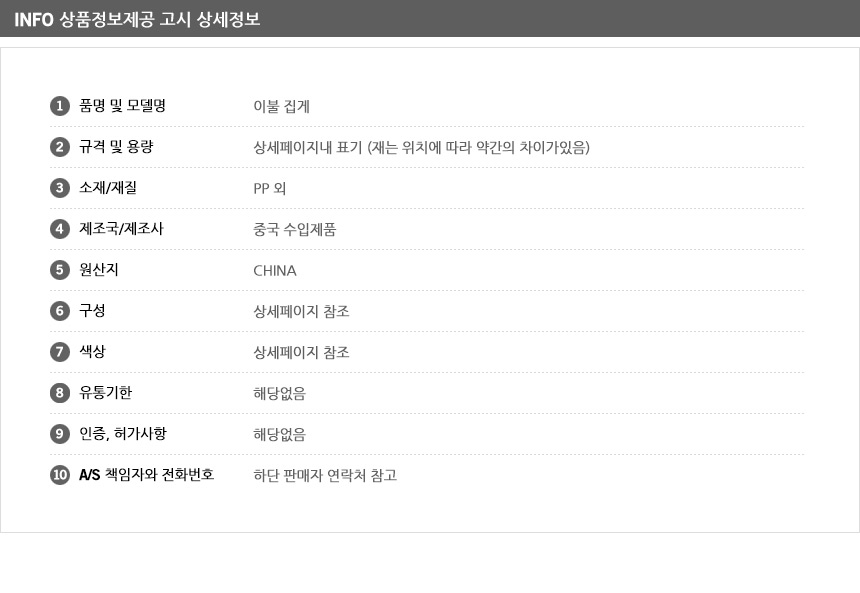 INFO 상품정보제공 고시 상세정보
1 품명 및 모델명 이불 집게
2 규격 및 용량 상세페이지내 표기 (재는 위치에 따라 약간의 차이가있음)
3 소재/재질 PP 외
4 제조국/제조사 중국 수입제품
5 원산지 CHINA
6 구성 상세페이지 참조
7 색상 상세페이지 참조
8 유통기한 해당없음
9 인증, 허가사항 해당없음
10 A/S 책임자와 전화번호 하단 판매자 연락처 참고